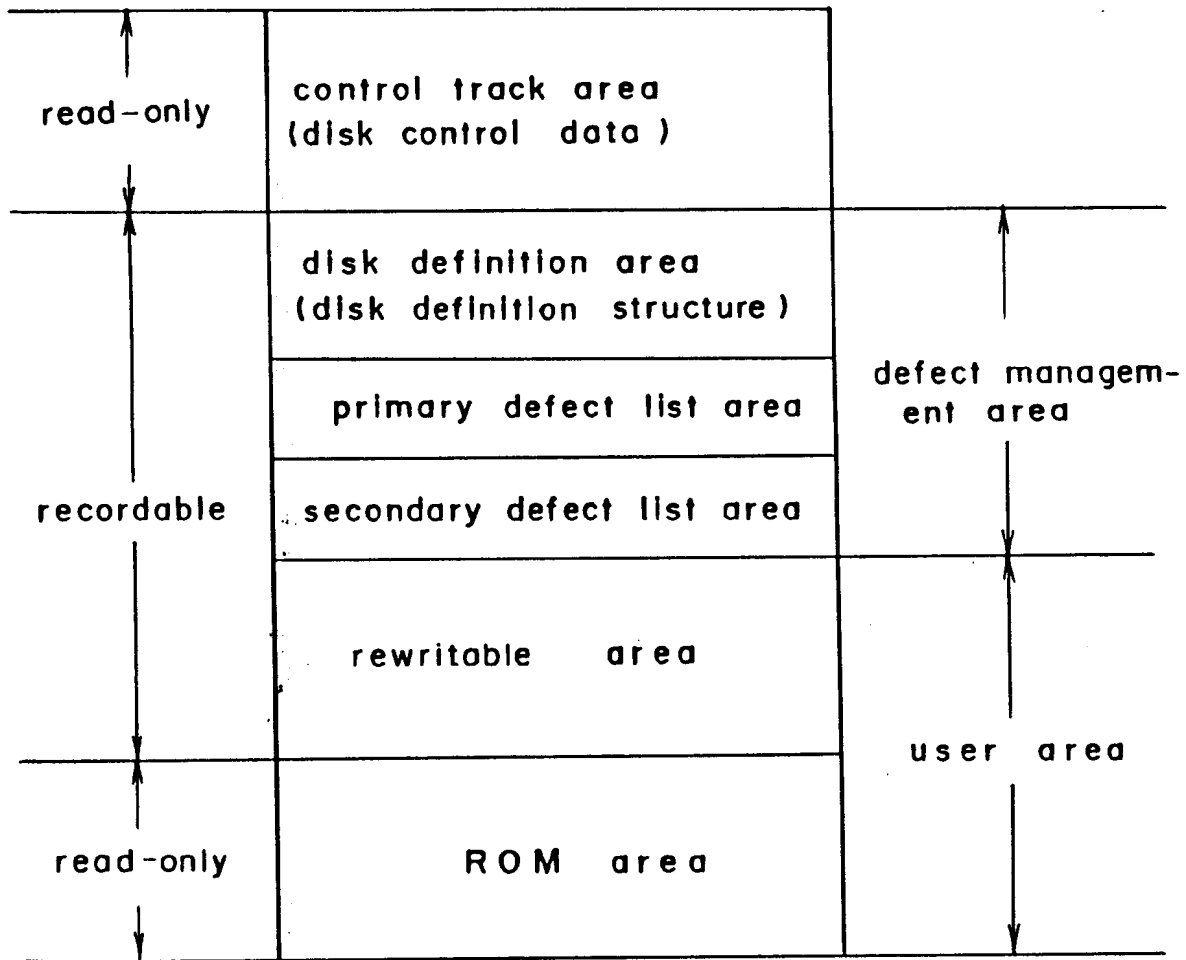 read-only
control track area
(disk control data)
disk definition area
(disk definition structure)
primary defect list area
defect managem-
ent area
recordable
secondary defect list area
rewritable area
user area
read-only
ROM area